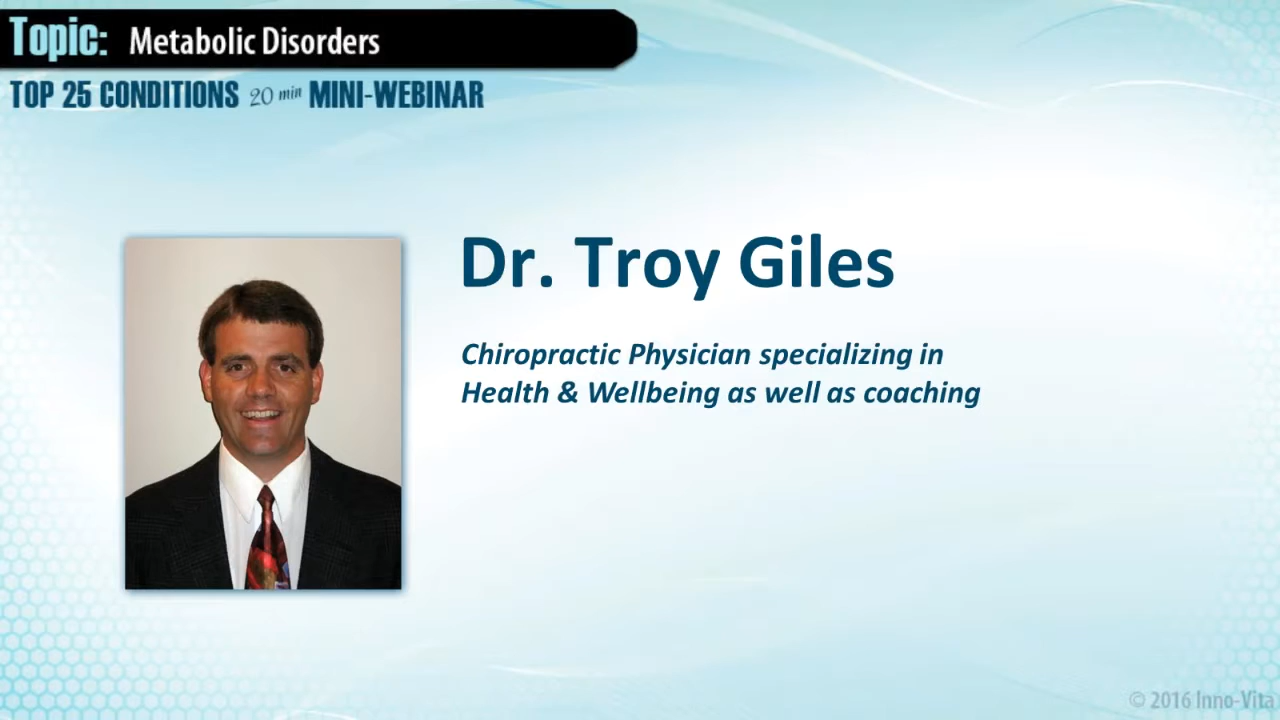 Topic: Metabolic Disorders
TOP 25 CONDITIONS 20 min MINI-WEBINAR
Dr. Troy Giles
Chiropractic Physician specializing in
Health & Wellbeing as well as coaching
© 2016 Inno-Vita